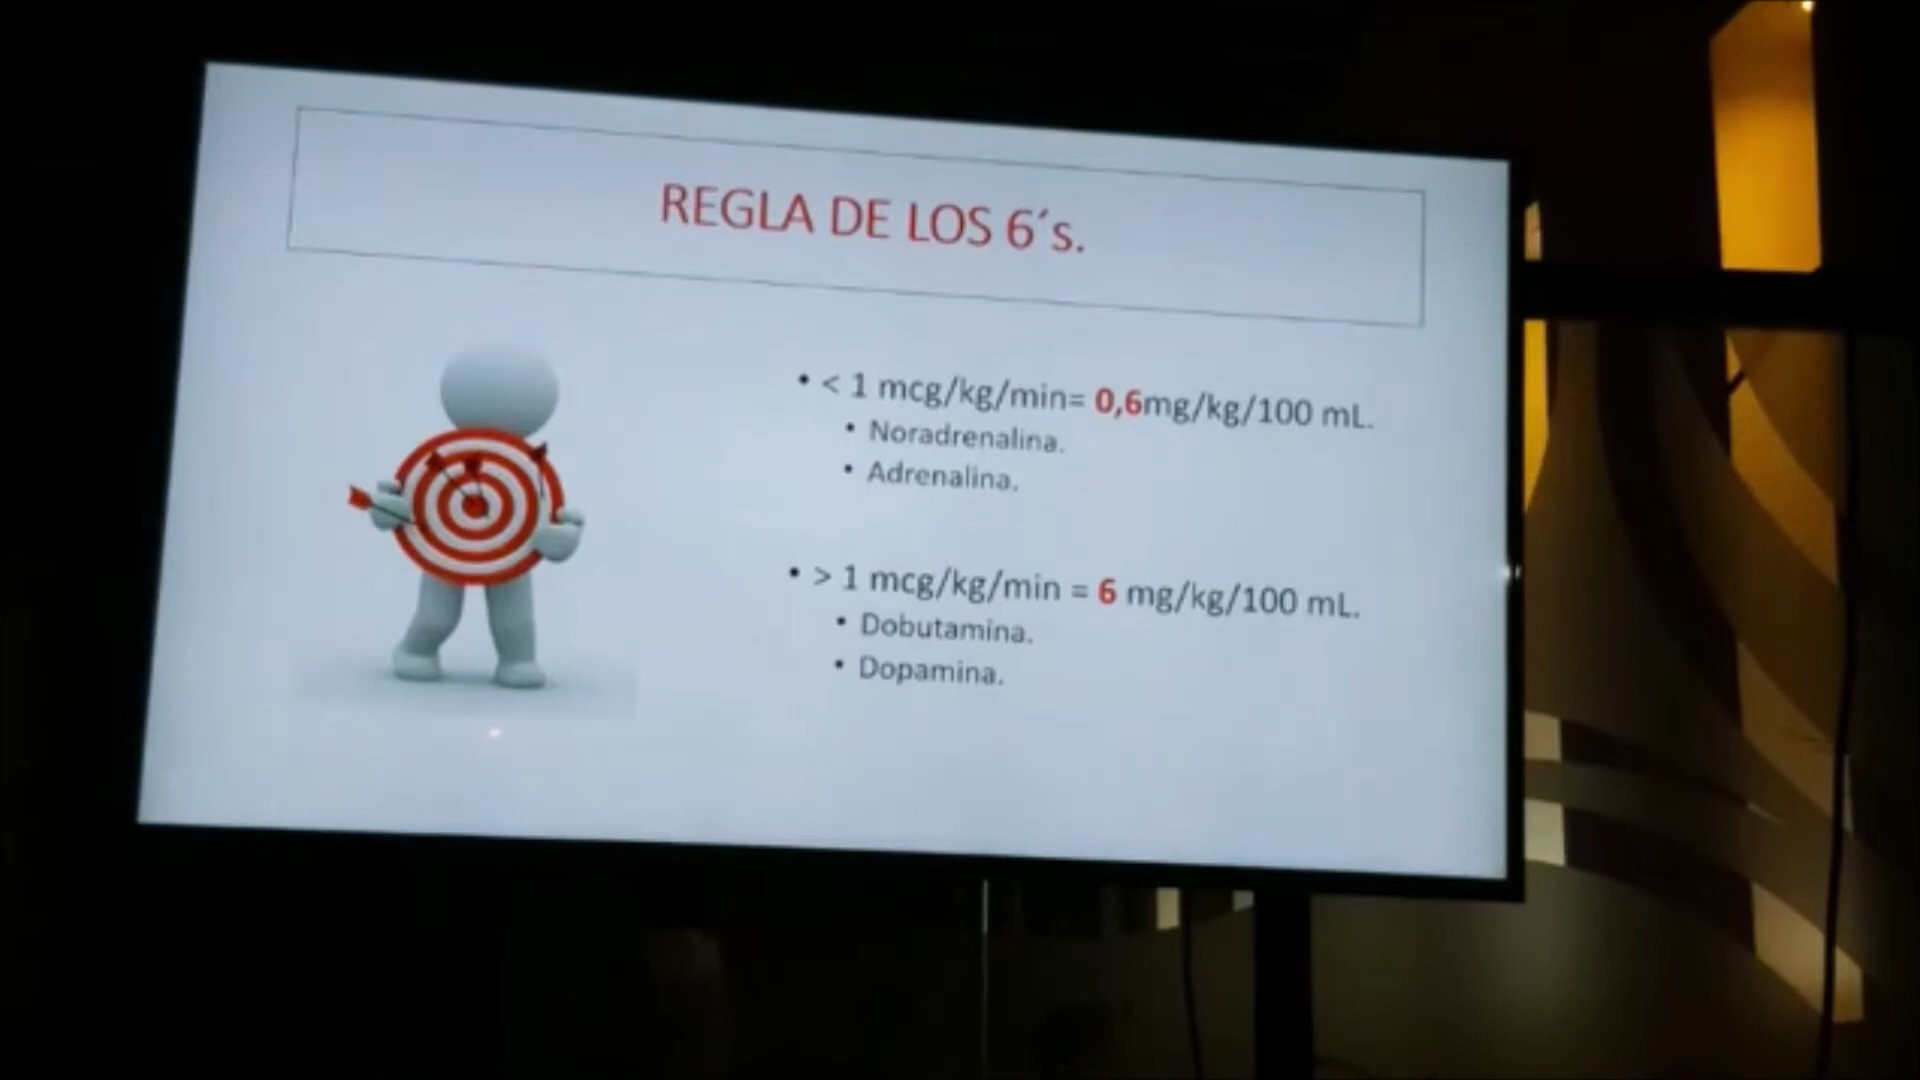 REGLA DE LOS 6´s.
• < 1 mcg/kg/min= 0,6mg/kg/100 mL.
• Noradrenalina.
• Adrenalina.
• > 1 mcg/kg/min = 6 mg/kg/100 mL.
• Dobutamina.
• Dopamina.